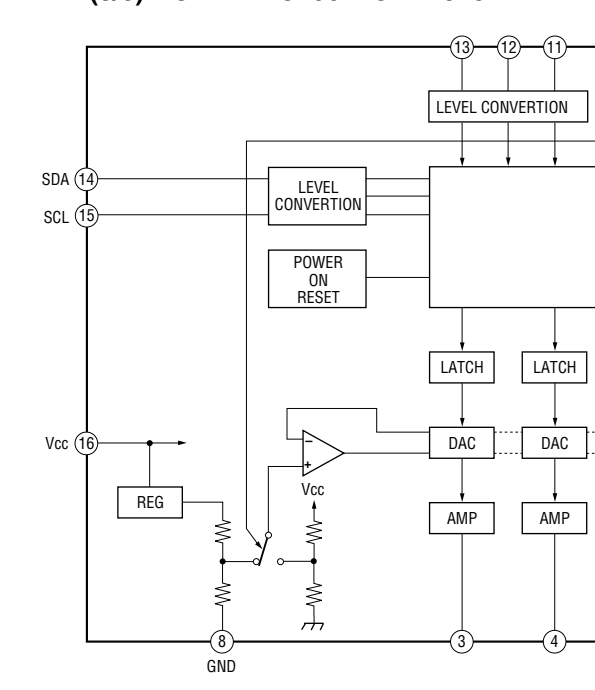 13 12 11
LEVEL CONVERTION
SDA 14
SCL 15
LEVEL
CONVERTION
POWER
ON
RESET
LATCH LATCH
Vcc 16
−
+
DAC DAC
Vcc
REG
AMP AMP
8 3 4
GND